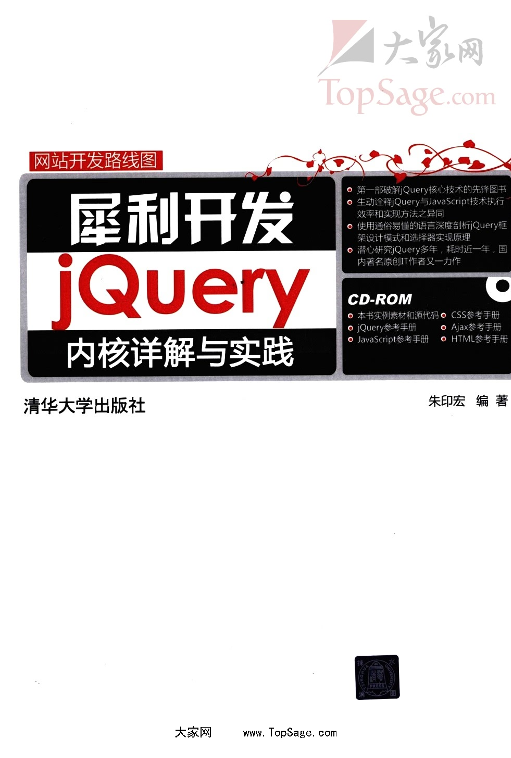 大家网
TopSage.com
网站开发路线图
犀利开发
jQuery
内核详解与实践
第一部破解jQuery核心技术的先锋图书
生动诠释jQuery与JavaScript技术执行
效率和实现方法之异同
使用通俗易懂的语言深度剖析jQuery框
架设计模式和选择器实现原理
潜心研究jQuery多年，耗时近一年，国
内著名原创IT作者又一力作
CD-ROM
本书实例素材和源代码 CSS参考手册
jQuery参考手册 Ajax参考手册
JavaScript参考手册 HTML参考手册
清华大学出版社
朱印宏 编 著
大家网 www.TopSage.com